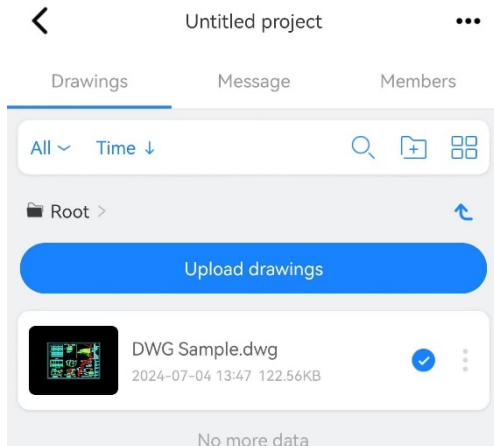 Untitled project
Drawings Message Members
All Time ↓
Root >
Upload drawings
DWG Sample.dwg
2024-07-04 13:47 122.56KB
No more data